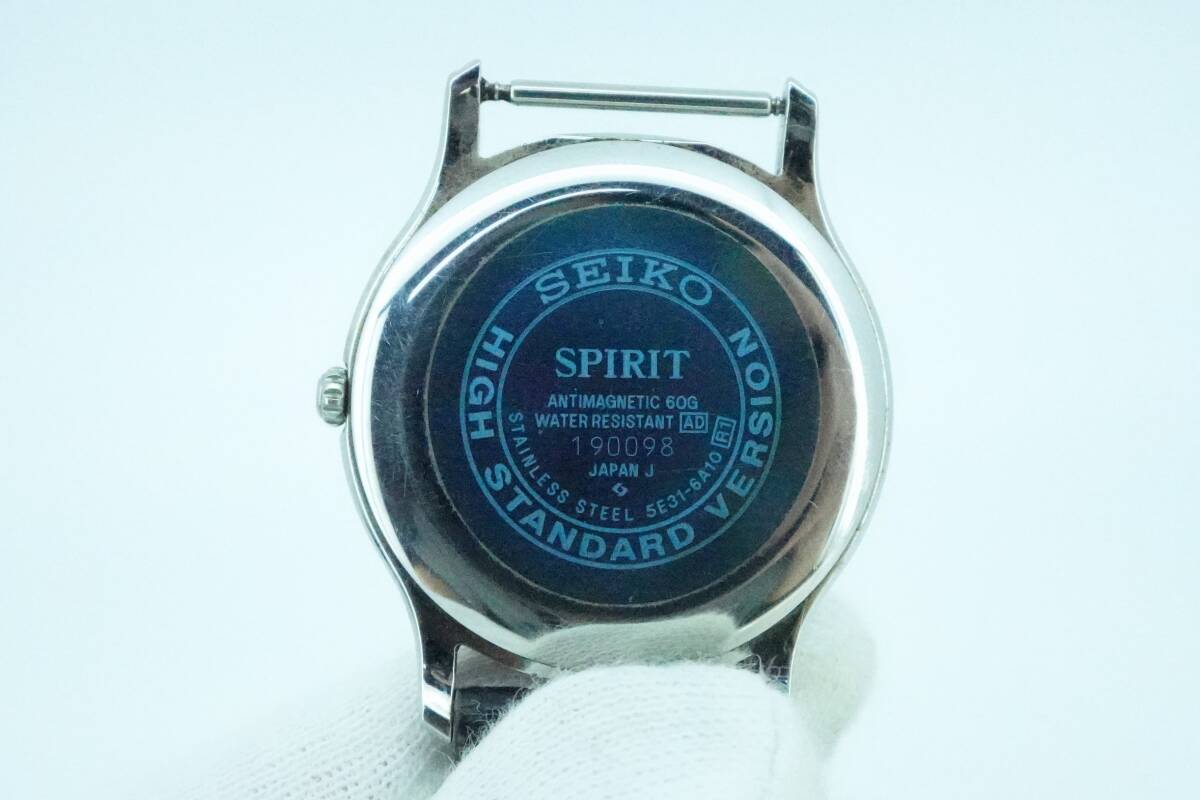 SEIKO
HIGH STANDARD VERSION
SPIRIT
ANTIMAGNETIC 60G
WATER RESISTANT AD
190098
JAPAN J
STAINLESS STEEL 5E31-6A10 R1